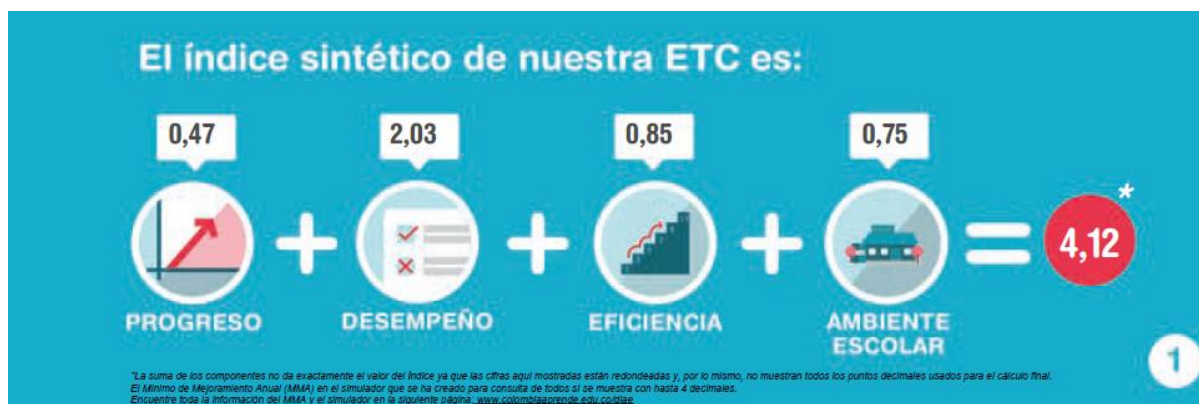 El índice sintético de nuestra ETC es:
0,47 2,03 0,85 0,75
+ + + = 4,12*
PROGRESO DESEMPEÑO EFICIENCIA AMBIENTE
ESCOLAR
1
*La suma de los componentes no da exactamente el valor del Índice ya que las cifras aquí mostradas están redondeadas y, por lo mismo, no muestran todos los puntos decimales usados para el cálculo final.
El Mínimo de Mejoramiento Anual (MMA) en el simulador que se ha creado para consulta de todos sí se muestra con hasta 4 decimales.
Encuentre toda la información del MMA y el simulador en la siguiente página: www.colombiaaprende.edu.co/diae